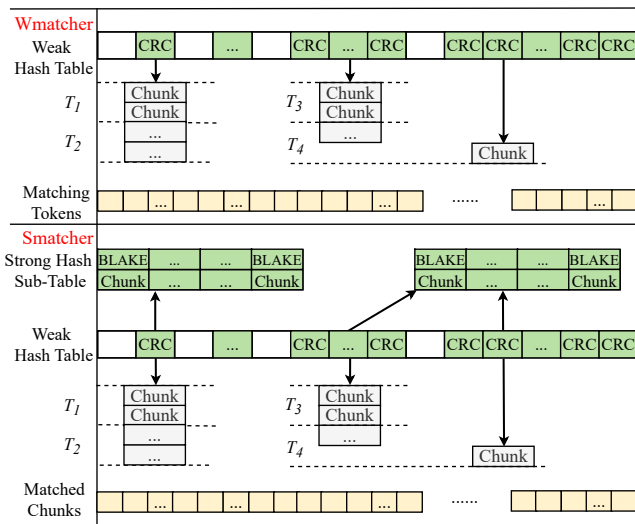 Wmatcher
Weak
Hash Table
CRC ... CRC ... CRC CRC CRC ... CRC CRC
T1 Chunk Chunk
T2 ... ...
T3 Chunk Chunk
T4 ...
Chunk
Matching
Tokens
... ... ... ...... ...
Smatcher
Strong Hash
Sub-Table
BLAKE ... ... BLAKE BLAKE ... ... BLAKE
Chunk ... ... Chunk Chunk ... ... Chunk
Weak
Hash Table
CRC ... CRC ... CRC CRC CRC ... CRC CRC
T1 Chunk Chunk
T2 ... ...
T3 Chunk Chunk
T4 ...
Chunk
Matched
Chunks
... ... ... ...... ...